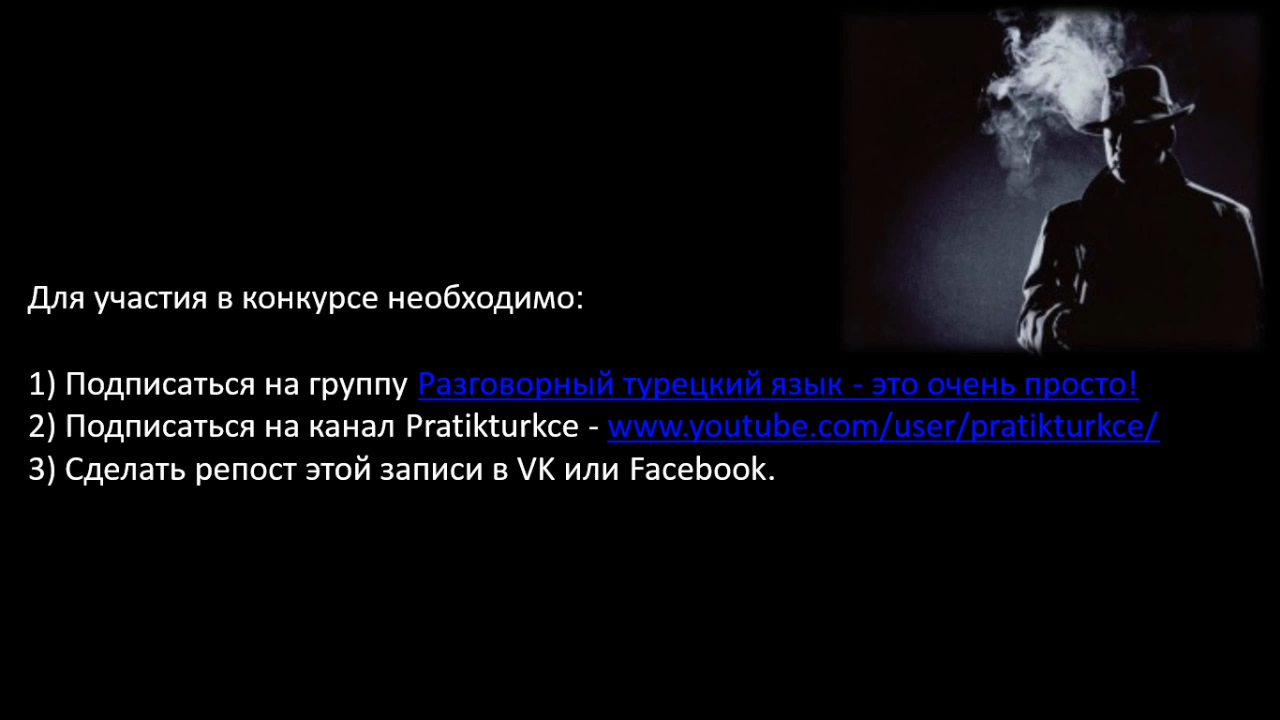 Для участия в конкурсе необходимо:
1) Подписаться на группу Разговорный турецкий язык - это очень просто!
2) Подписаться на канал Pratikturkce - www.youtube.com/user/pratikturkce/
3) Сделать репост этой записи в VK или Facebook.